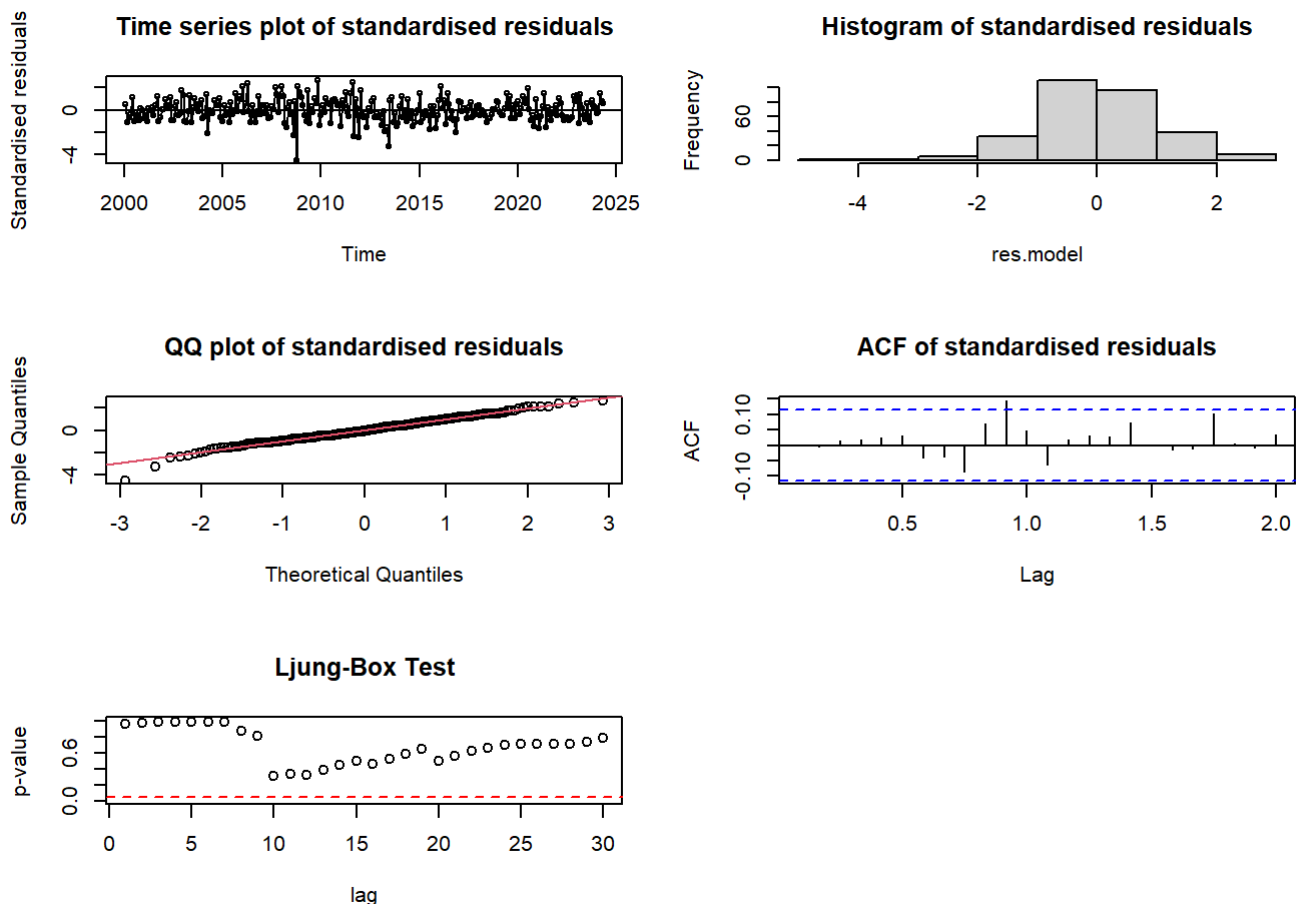 Time series plot of standardised residuals
Standardised residuals
0
-4
2000 2005 2010 2015 2020 2025
Time
Histogram of standardised residuals
Frequency
60
0
-4 -2 0 2
res.model
QQ plot of standardised residuals
Sample Quantiles
0
-4
-3 -2 -1 0 1 2 3
Theoretical Quantiles
ACF of standardised residuals
ACF
0.10
-0.10
0.5 1.0 1.5 2.0
Lag
Ljung-Box Test
p-value
0.6
0.0
0 5 10 15 20 25 30
lag